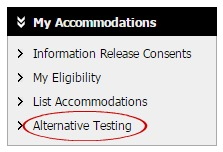 My Accommodations
Information Release Consents
My Eligibility
List Accommodations
Alternative Testing